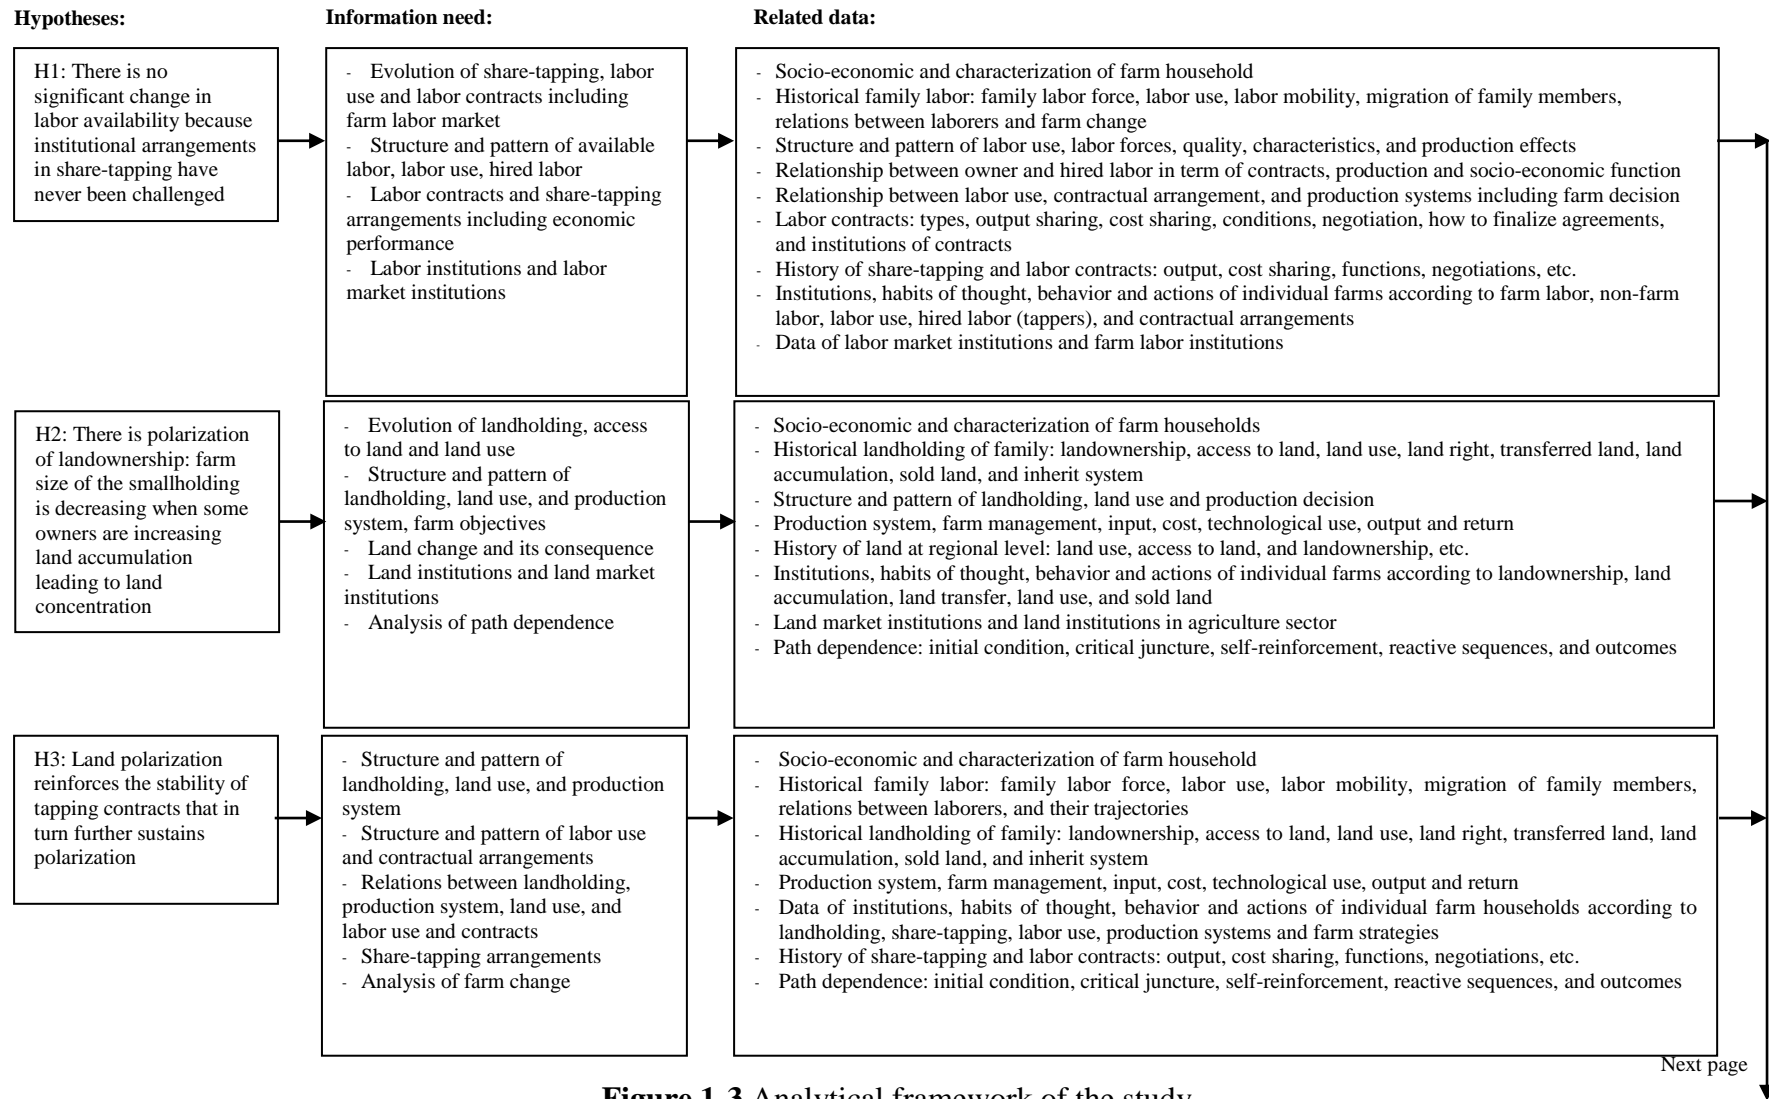 Hypotheses:
Information need:
Related data:
H1: There is no
significant change in
labor availability because
institutional arrangements
in share-tapping have
never been challenged
- Evolution of share-tapping, labor
use and labor contracts including
farm labor market
- Structure and pattern of available
labor, labor use, hired labor
- Labor contracts and share-tapping
arrangements including economic
performance
- Labor institutions and labor
market institutions
- Socio-economic and characterization of farm household
- Historical family labor: family labor force, labor use, labor mobility, migration of family members,
relations between laborers and farm change
- Structure and pattern of labor use, labor forces, quality, characteristics, and production effects
- Relationship between owner and hired labor in term of contracts, production and socio-economic function
- Relationship between labor use, contractual arrangement, and production systems including farm decision
- Labor contracts: types, output sharing, cost sharing, conditions, negotiation, how to finalize agreements,
and institutions of contracts
- History of share-tapping and labor contracts: output, cost sharing, functions, negotiations, etc.
- Institutions, habits of thought, behavior and actions of individual farms according to farm labor, non-farm
labor, labor use, hired labor (tappers), and contractual arrangements
- Data of labor market institutions and farm labor institutions
H2: There is polarization
of landownership: farm
size of the smallholding
is decreasing when some
owners are increasing
land accumulation
leading to land
concentration
- Evolution of landholding, access
to land and land use
- Structure and pattern of
landholding, land use, and production
system, farm objectives
- Land change and its consequence
- Land institutions and land market
institutions
- Analysis of path dependence
- Socio-economic and characterization of farm households
- Historical landholding of family: landownership, access to land, land use, land right, transferred land, land
accumulation, sold land, and inherit system
- Structure and pattern of landholding, land use and production decision
- Production system, farm management, input, cost, technological use, output and return
- History of land at regional level: land use, access to land, and landownership, etc.
- Institutions, habits of thought, behavior and actions of individual farms according to landownership, land
accumulation, land transfer, land use, and sold land
- Land market institutions and land institutions in agriculture sector
- Path dependence: initial condition, critical juncture, self-reinforcement, reactive sequences, and outcomes
H3: Land polarization
reinforces the stability of
tapping contracts that in
turn further sustains
polarization
- Structure and pattern of
landholding, land use, and production
system
- Structure and pattern of labor use
and contractual arrangements
- Relations between landholding,
production system, land use, and
labor use and contracts
- Share-tapping arrangements
- Analysis of farm change
- Socio-economic and characterization of farm household
- Historical family labor: family labor force, labor use, labor mobility, migration of family members,
relations between laborers, and their trajectories
- Historical landholding of family: landownership, access to land, land use, land right, transferred land, land
accumulation, sold land, and inherit system
- Production system, farm management, input, cost, technological use, output and return
- Data of institutions, habits of thought, behavior and actions of individual farm households according to
landholding, share-tapping, labor use, production systems and farm strategies
- History of share-tapping and labor contracts: output, cost sharing, functions, negotiations, etc.
- Path dependence: initial condition, critical juncture, self-reinforcement, reactive sequences, and outcomes
Next page
Figure 1-3 Analytical framework of the study